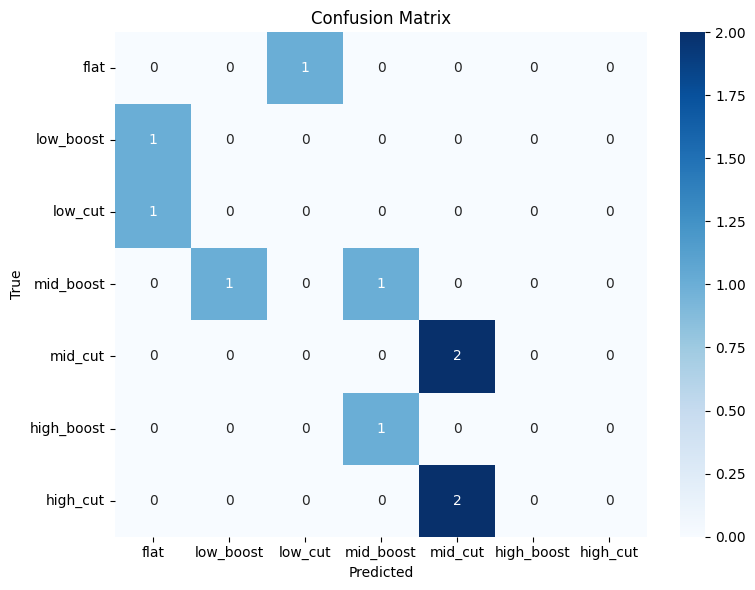 Confusion Matrix
True
flat 0 0 1 0 0 0 0
low_boost 1 0 0 0 0 0 0
low_cut 1 0 0 0 0 0 0
mid_boost 0 1 0 1 0 0 0
mid_cut 0 0 0 0 2 0 0
high_boost 0 0 0 1 0 0 0
high_cut 0 0 0 0 2 0 0
flat low_boost low_cut mid_boost mid_cut high_boost high_cut
Predicted
2.00
1.75
1.50
1.25
1.00
0.75
0.50
0.25
0.00